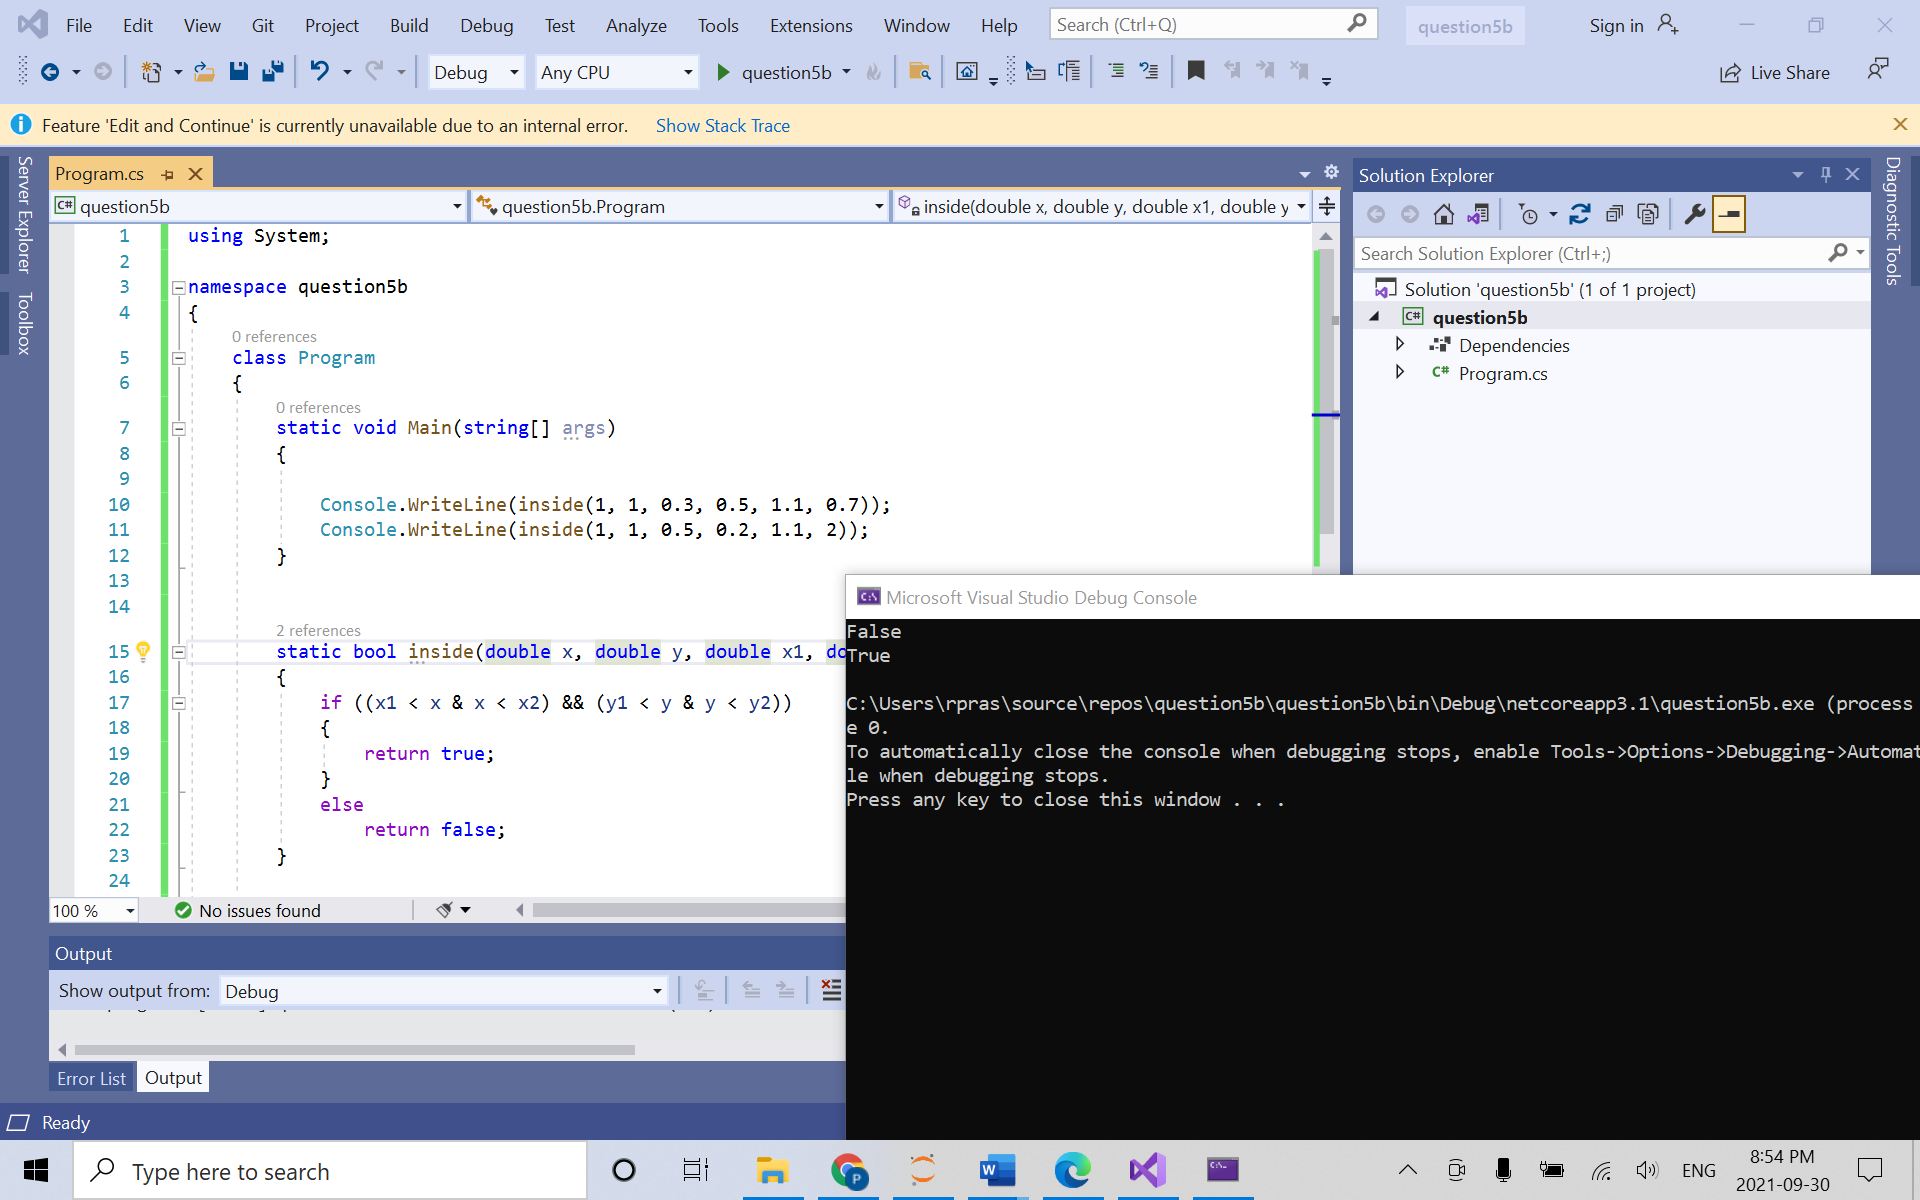 File Edit View Git Project Build Debug Test Analyze Tools Extensions Window Help Search (Ctrl+Q) question5b Sign in
Debug Any CPU question5b Live Share
Feature 'Edit and Continue' is currently unavailable due to an internal error. Show Stack Trace
Server Explorer
Toolbox
Program.cs
question5b question5b.Program inside(double x, double y, double x1, double y
1 using System;
2
3 namespace question5b
4 {
0 references
5 class Program
6 {
0 references
7 static void Main(string[] args)
8 {
9
10 Console.WriteLine(inside(1, 1, 0.3, 0.5, 1.1, 0.7));
11 Console.WriteLine(inside(1, 1, 0.5, 0.2, 1.1, 2));
12 }
13
14
2 references
15 static bool inside(double x, double y, double x1, do
16 {
17 if ((x1 < x & x < x2) && (y1 < y & y < y2))
18 {
19 return true;
20 }
21 else
22 return false;
23 }
24
100 % No issues found
Output
Show output from: Debug
Error List Output
Ready
Solution Explorer
Search Solution Explorer (Ctrl+;)
Solution 'question5b' (1 of 1 project)
C# question5b
Dependencies
C# Program.cs
Diagnostic Tools
Microsoft Visual Studio Debug Console
False
True
C:\Users\rpras\source\repos\question5b\question5b\bin\Debug\netcoreapp3.1\question5b.exe (process
e 0.
To automatically close the console when debugging stops, enable Tools->Options->Debugging->Automat
le when debugging stops.
Press any key to close this window . . .
Type here to search
ENG
8:54 PM
2021-09-30